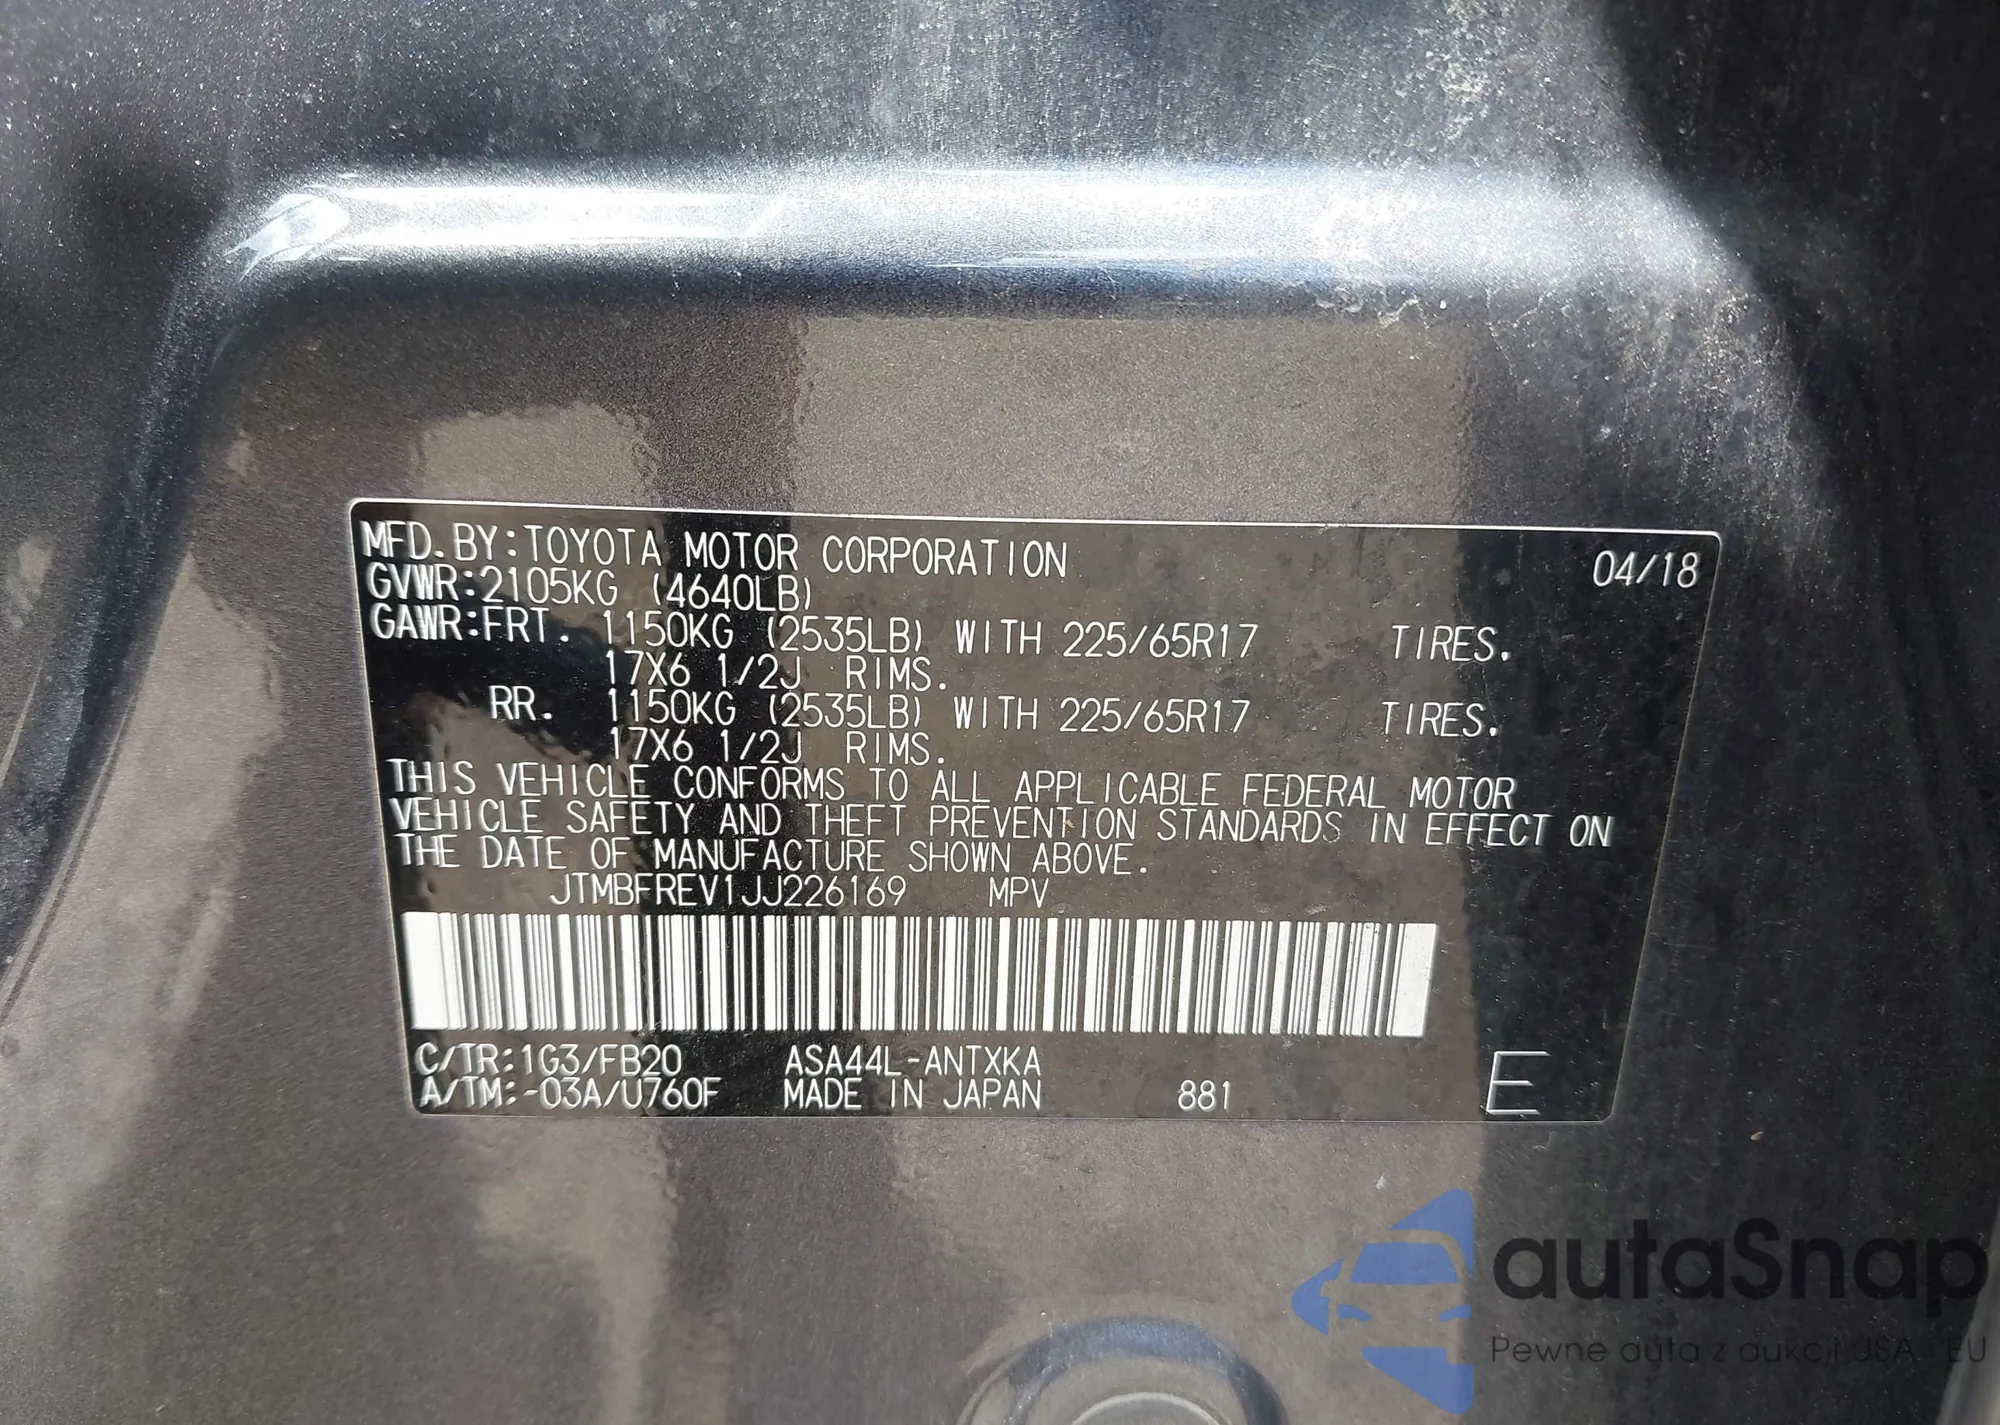 MFD.BY:TOYOTA MOTOR CORPORATION 04/18
GVWR:2105KG (4640LB)
GAWR:FRT. 1150KG (2535LB) WITH 225/65R17 TIRES.
17X6 1/2J RIMS.
RR. 1150KG (2535LB) WITH 225/65R17 TIRES.
17X6 1/2J RIMS.
THIS VEHICLE CONFORMS TO ALL APPLICABLE FEDERAL MOTOR
VEHICLE SAFETY AND THEFT PREVENTION STANDARDS IN EFFECT ON
THE DATE OF MANUFACTURE SHOWN ABOVE.
JTMBFREV1JJ226169 MPV
C/TR:1G3/FB20 ASA44L-ANTXKA
A/TM:-03A/U760F MADE IN JAPAN 881 E
autaSnap
Pewne auta z aukcji USA i EU